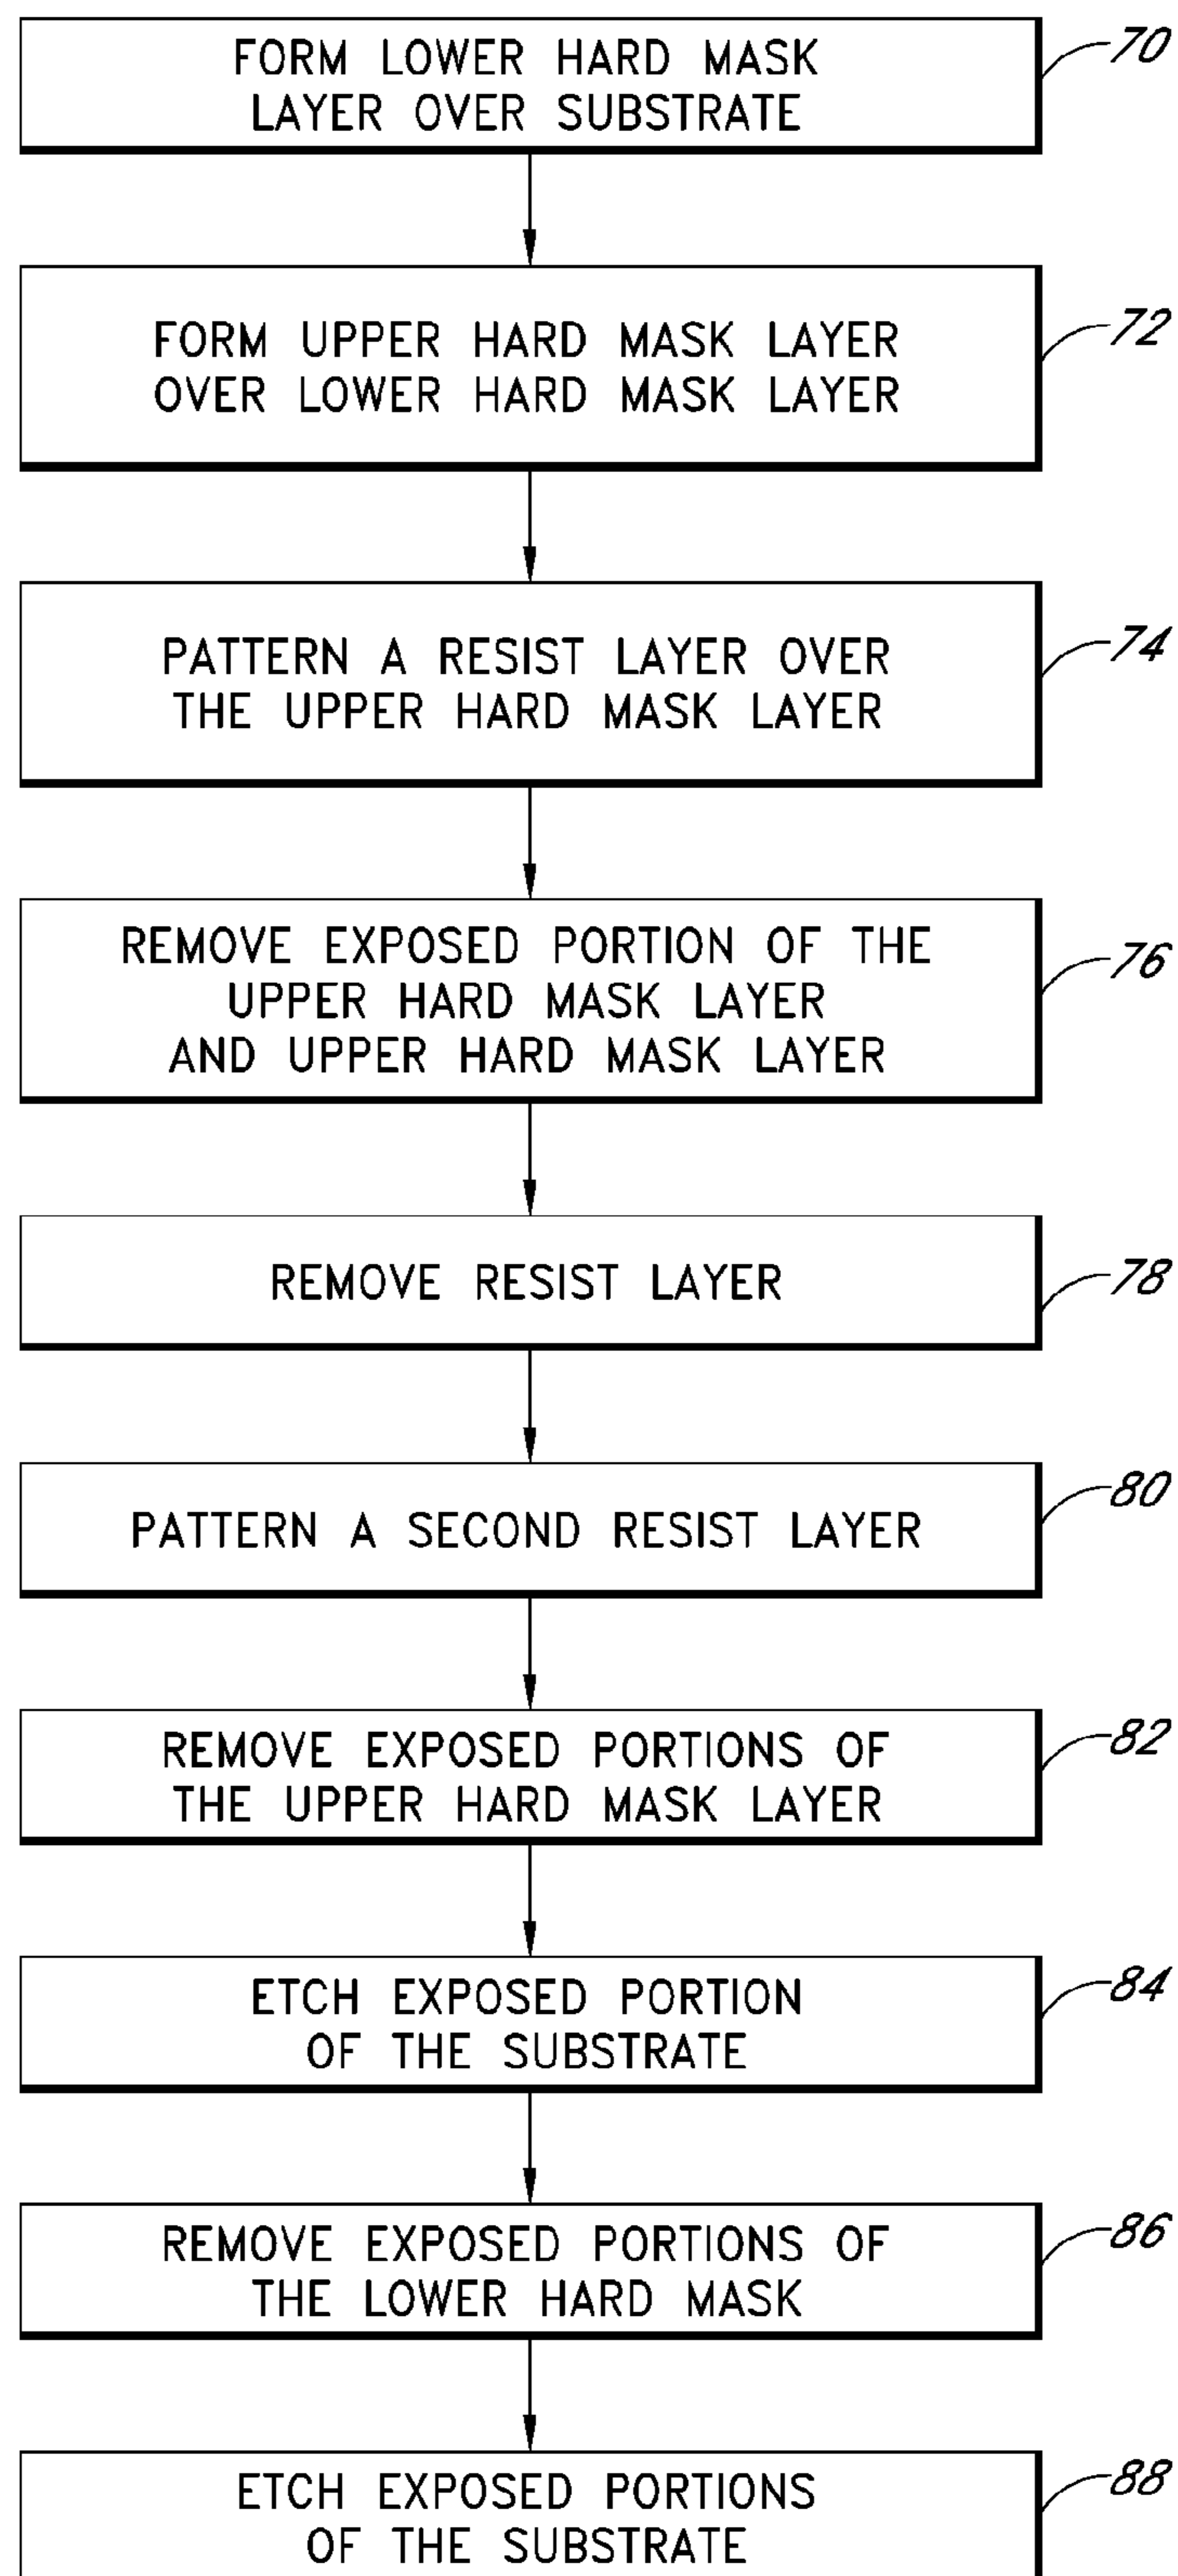 FORM LOWER HARD MASK
LAYER OVER SUBSTRATE
70
FORM UPPER HARD MASK LAYER
OVER LOWER HARD MASK LAYER
72
PATTERN A RESIST LAYER OVER
THE UPPER HARD MASK LAYER
74
REMOVE EXPOSED PORTION OF THE
UPPER HARD MASK LAYER
AND UPPER HARD MASK LAYER
76
REMOVE RESIST LAYER
78
PATTERN A SECOND RESIST LAYER
80
REMOVE EXPOSED PORTIONS OF
THE UPPER HARD MASK LAYER
82
ETCH EXPOSED PORTION
OF THE SUBSTRATE
84
REMOVE EXPOSED PORTIONS OF
THE LOWER HARD MASK
86
ETCH EXPOSED PORTIONS
OF THE SUBSTRATE
88